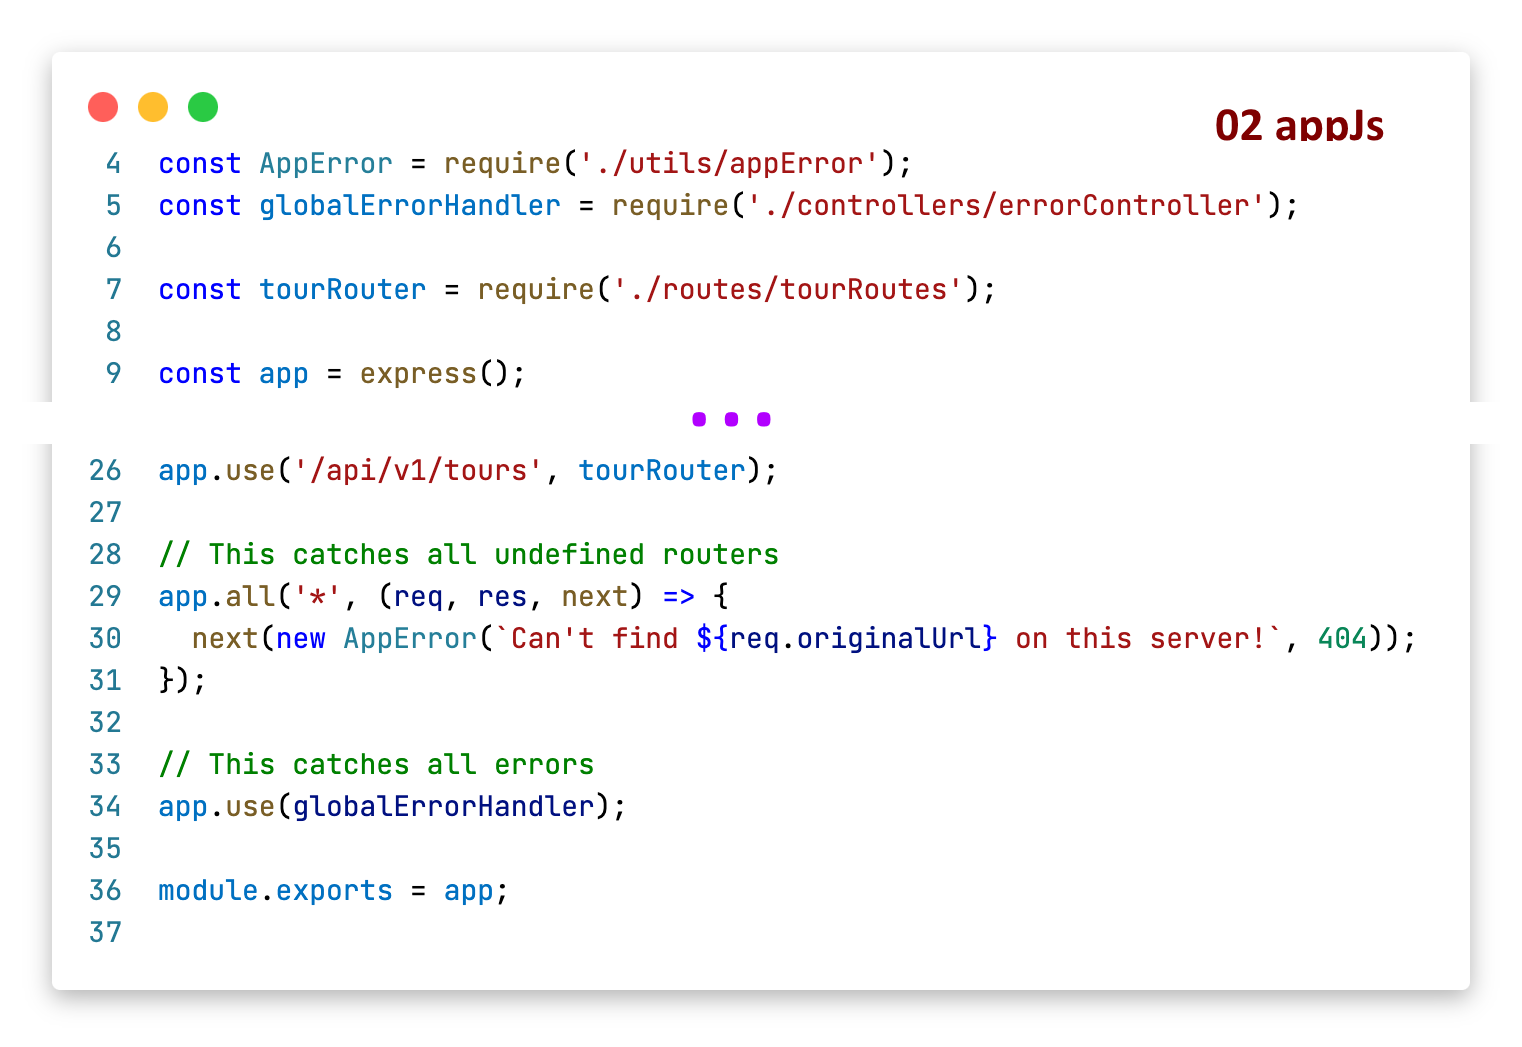 02 appJs
4 const AppError = require('./utils/appError');
5 const globalErrorHandler = require('./controllers/errorController');
6
7 const tourRouter = require('./routes/tourRoutes');
8
9 const app = express();
...
26 app.use('/api/v1/tours', tourRouter);
27
28 // This catches all undefined routers
29 app.all('*', (req, res, next) => {
30   next(new AppError(`Can't find ${req.originalUrl} on this server!`, 404));
31 });
32
33 // This catches all errors
34 app.use(globalErrorHandler);
35
36 module.exports = app;
37